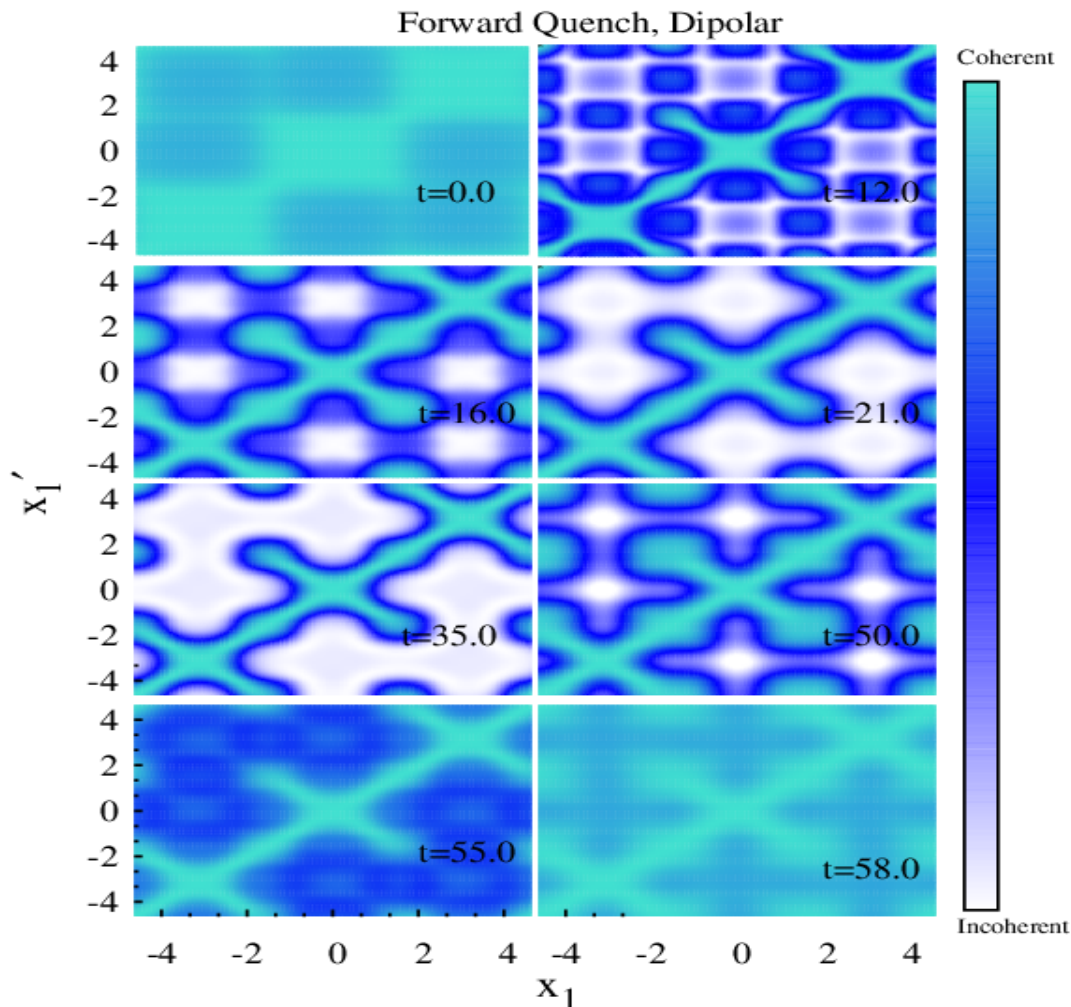 Forward Quench, Dipolar
Coherent
4
2
0
-2
-4
t=0.0
t=12.0
4
2
0
-2
-4
t=16.0
t=21.0
x₁′
4
2
0
-2
-4
t=35.0
t=50.0
4
2
0
-2
-4
t=55.0
t=58.0
Incoherent
-4 -2 0 2 4
-4 -2 0 2 4
x₁